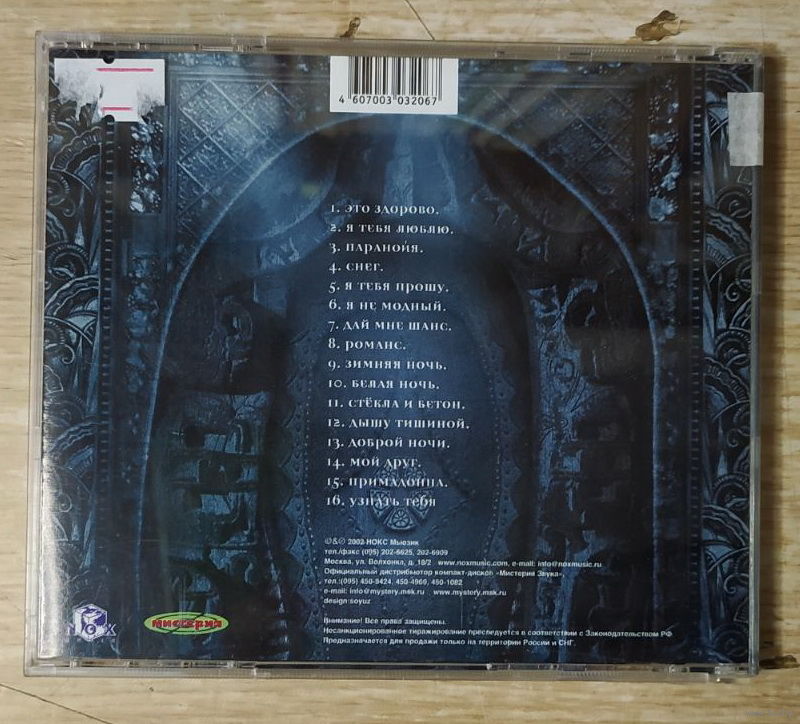 4 607003 032067
1. ЭТО ЗДОРОВО.
2. Я ТЕБЯ ЛЮБЛЮ.
3. ПАРАНОЙЯ.
4. СНЕГ.
5. Я ТЕБЯ ПРОШУ.
6. Я НЕ МОДНЫЙ.
7. ДАЙ МНЕ ШАНС.
8. РОМАНС.
9. ЗИМНЯЯ НОЧЬ.
10. БЕЛАЯ НОЧЬ.
11. СТЁКЛА И БЕТОН.
12. ДЫШУ ТИШИНОЙ.
13. ДОБРОЙ НОЧИ.
14. МОЙ ДРУГ.
15. ПРИМАДОННА.
16. УЗНАТЬ ТЕБЯ
©&℗ 2002 НОКС Мьюзик
тел./факс (095) 202-6625, 202-6909
Москва, ул. Волхонка, д. 18/2 www.noxmusic.com, e-mail: info@noxmusic.ru
Официальный дистрибьютор компакт-дисков «Мистерия Звука»,
тел.:(095) 450-9424, 450-4969, 450-1082
e-mail: info@mystery.msk.ru www.mystery.msk.ru
design:soyuz
NOX
МИСТЕРИЯ
Внимание! Все права защищены.
Несанкционированное тиражирование преследуется в соответствии с Законодательством РФ
Предназначается для продажи только на территории России и СНГ.